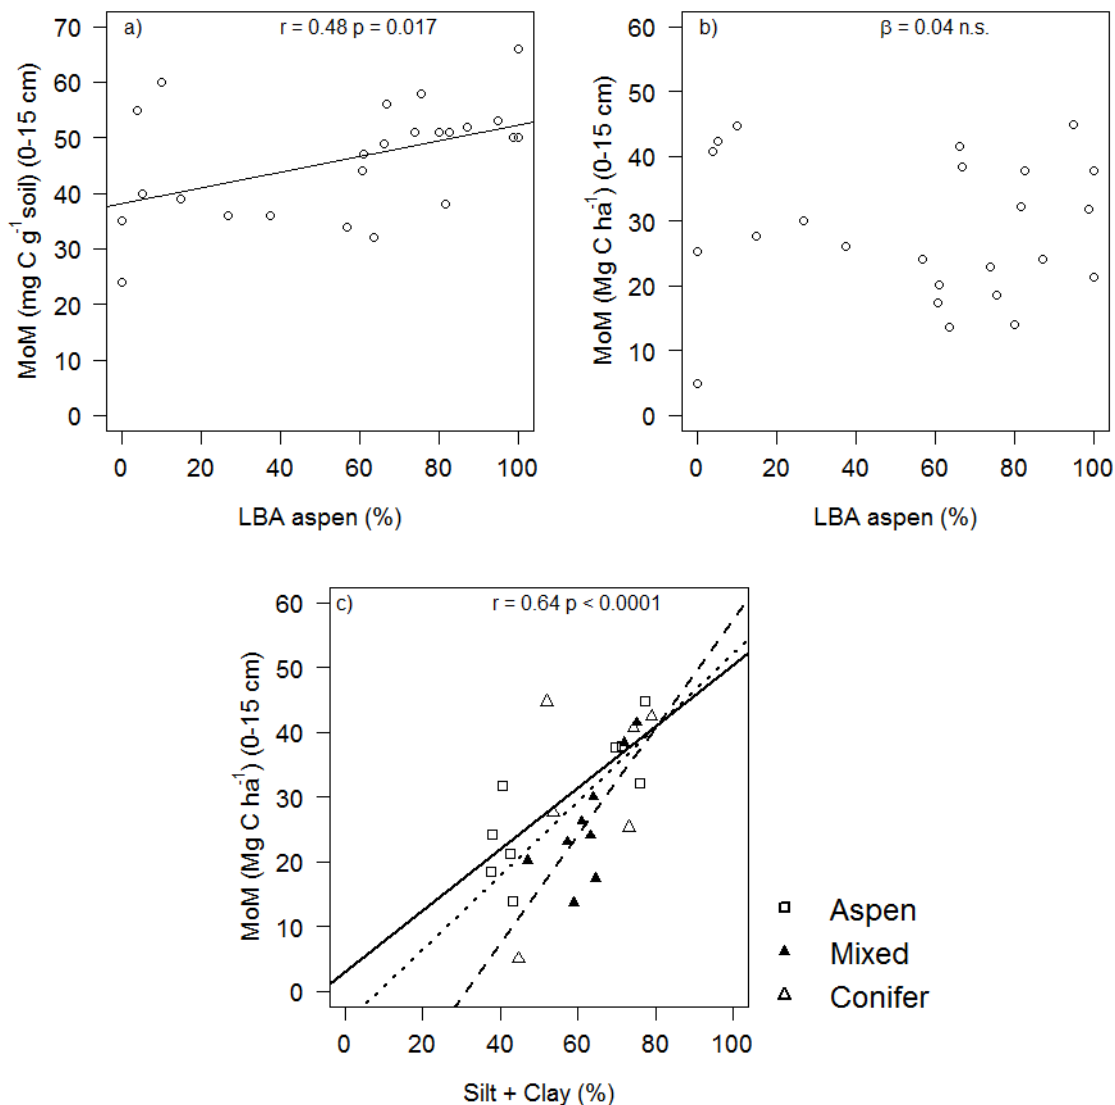 a) r = 0.48 p = 0.017
MoM (mg C g⁻¹ soil) (0-15 cm)
70
60
50
40
30
20
10
0
0 20 40 60 80 100
LBA aspen (%)
b) β = 0.04 n.s.
MoM (Mg C ha⁻¹) (0-15 cm)
60
50
40
30
20
10
0
0 20 40 60 80 100
LBA aspen (%)
c) r = 0.64 p < 0.0001
MoM (Mg C ha⁻¹) (0-15 cm)
60
50
40
30
20
10
0
0 20 40 60 80 100
Silt + Clay (%)
Aspen
Mixed
Conifer